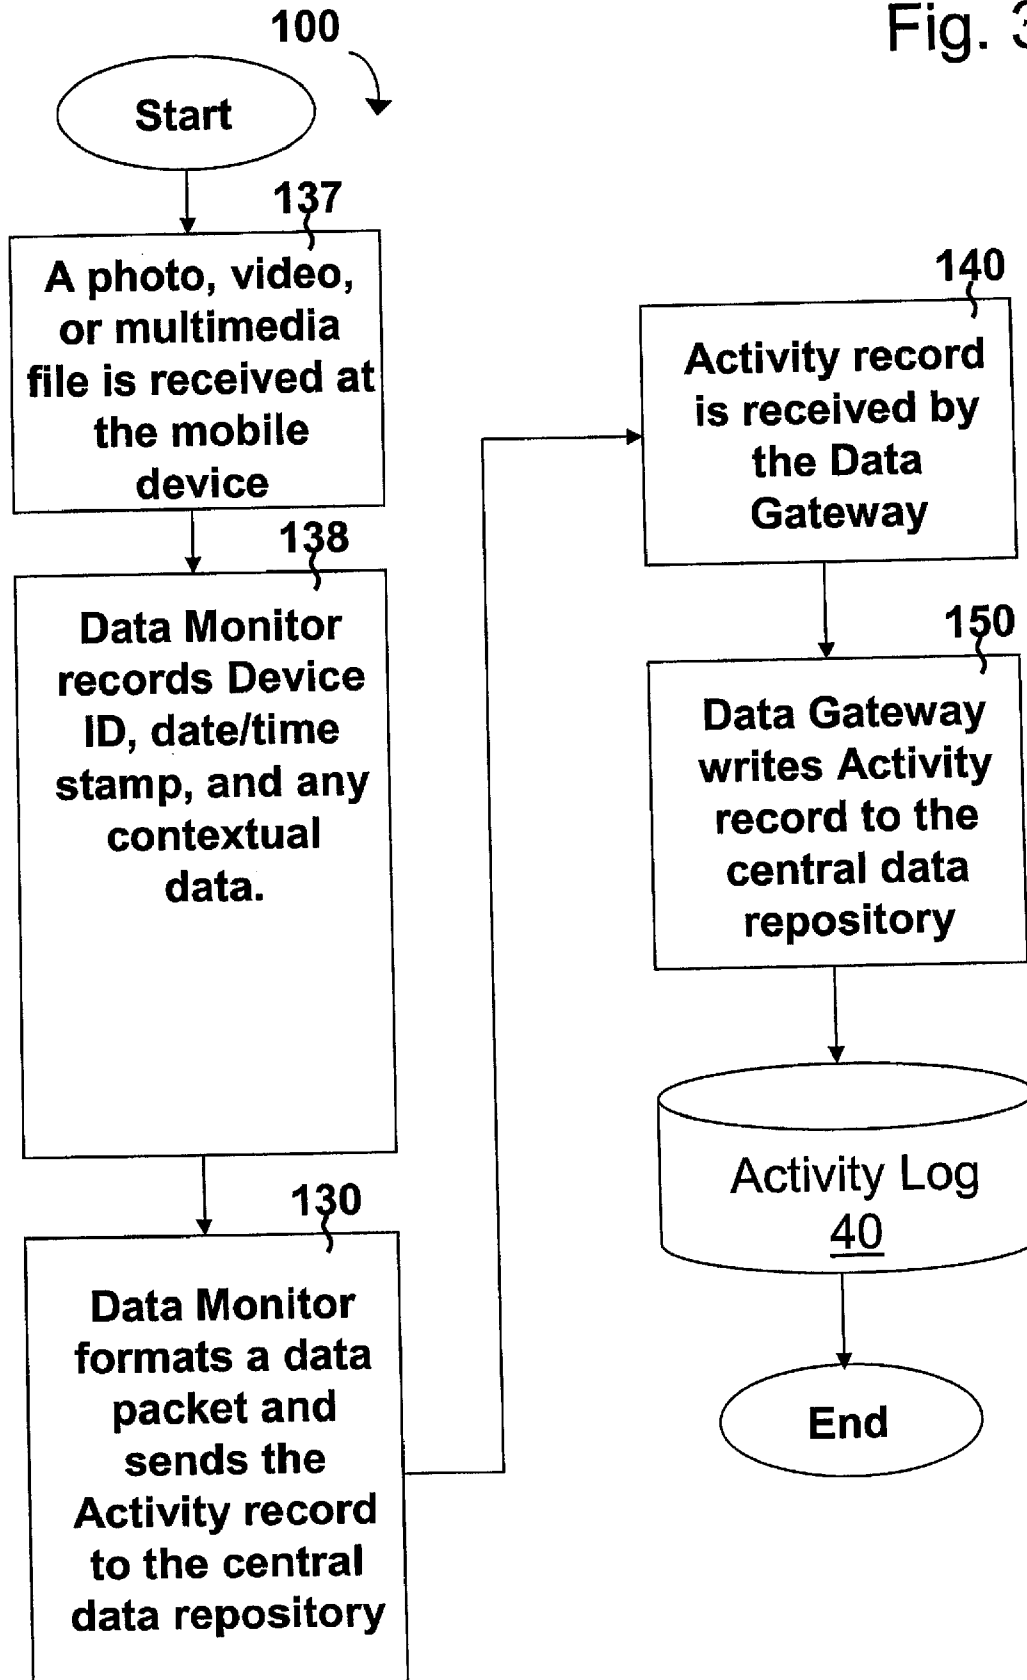 Fig. 3
100
Start
137
A photo, video,
or multimedia
file is received at
the mobile
device
138
Data Monitor
records Device
ID, date/time
stamp, and any
contextual
data.
130
Data Monitor
formats a data
packet and
sends the
Activity record
to the central
data repository
140
Activity record
is received by
the Data
Gateway
150
Data Gateway
writes Activity
record to the
central data
repository
Activity Log
40
End